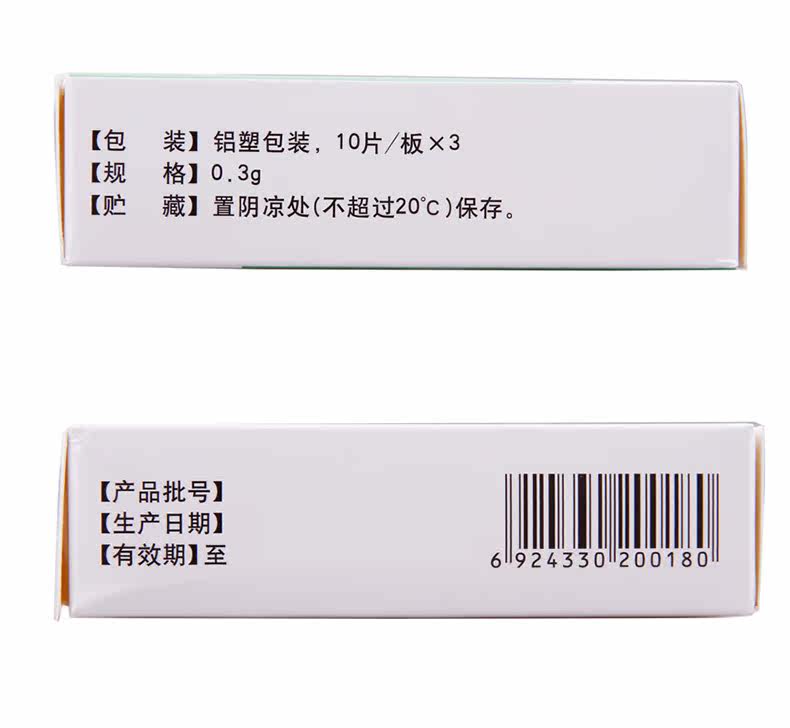 【包 装】铝塑包装，10片/板×3
【规 格】0.3g
【贮 藏】置阴凉处(不超过20℃)保存。
【产品批号】
【生产日期】
【有效期】至
6 924330 200180